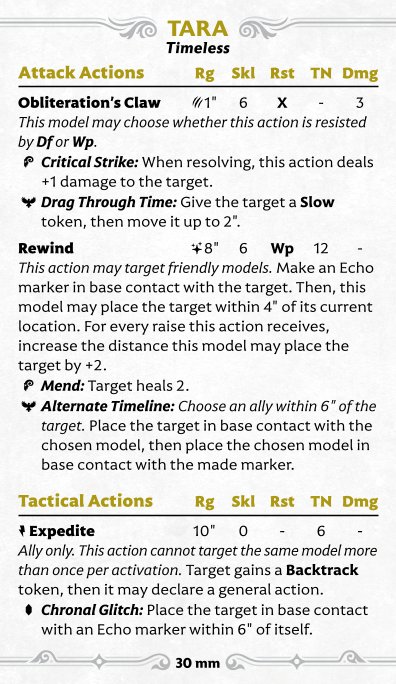 TARA
Timeless
Attack Actions Rg Skl Rst TN Dmg
Obliteration's Claw 1" 6 X - 3
This model may choose whether this action is resisted
by Df or Wp.
Critical Strike: When resolving, this action deals
+1 damage to the target.
Drag Through Time: Give the target a Slow
token, then move it up to 2".
Rewind 8" 6 Wp 12 -
This action may target friendly models. Make an Echo
marker in base contact with the target. Then, this
model may place the target within 4" of its current
location. For every raise this action receives,
increase the distance this model may place the
target by +2.
Mend: Target heals 2.
Alternate Timeline: Choose an ally within 6" of the
target. Place the target in base contact with the
chosen model, then place the chosen model in
base contact with the made marker.
Tactical Actions Rg Skl Rst TN Dmg
Expedite 10" 0 - 6 -
Ally only. This action cannot target the same model more
than once per activation. Target gains a Backtrack
token, then it may declare a general action.
Chronal Glitch: Place the target in base contact
with an Echo marker within 6" of itself.
30 mm